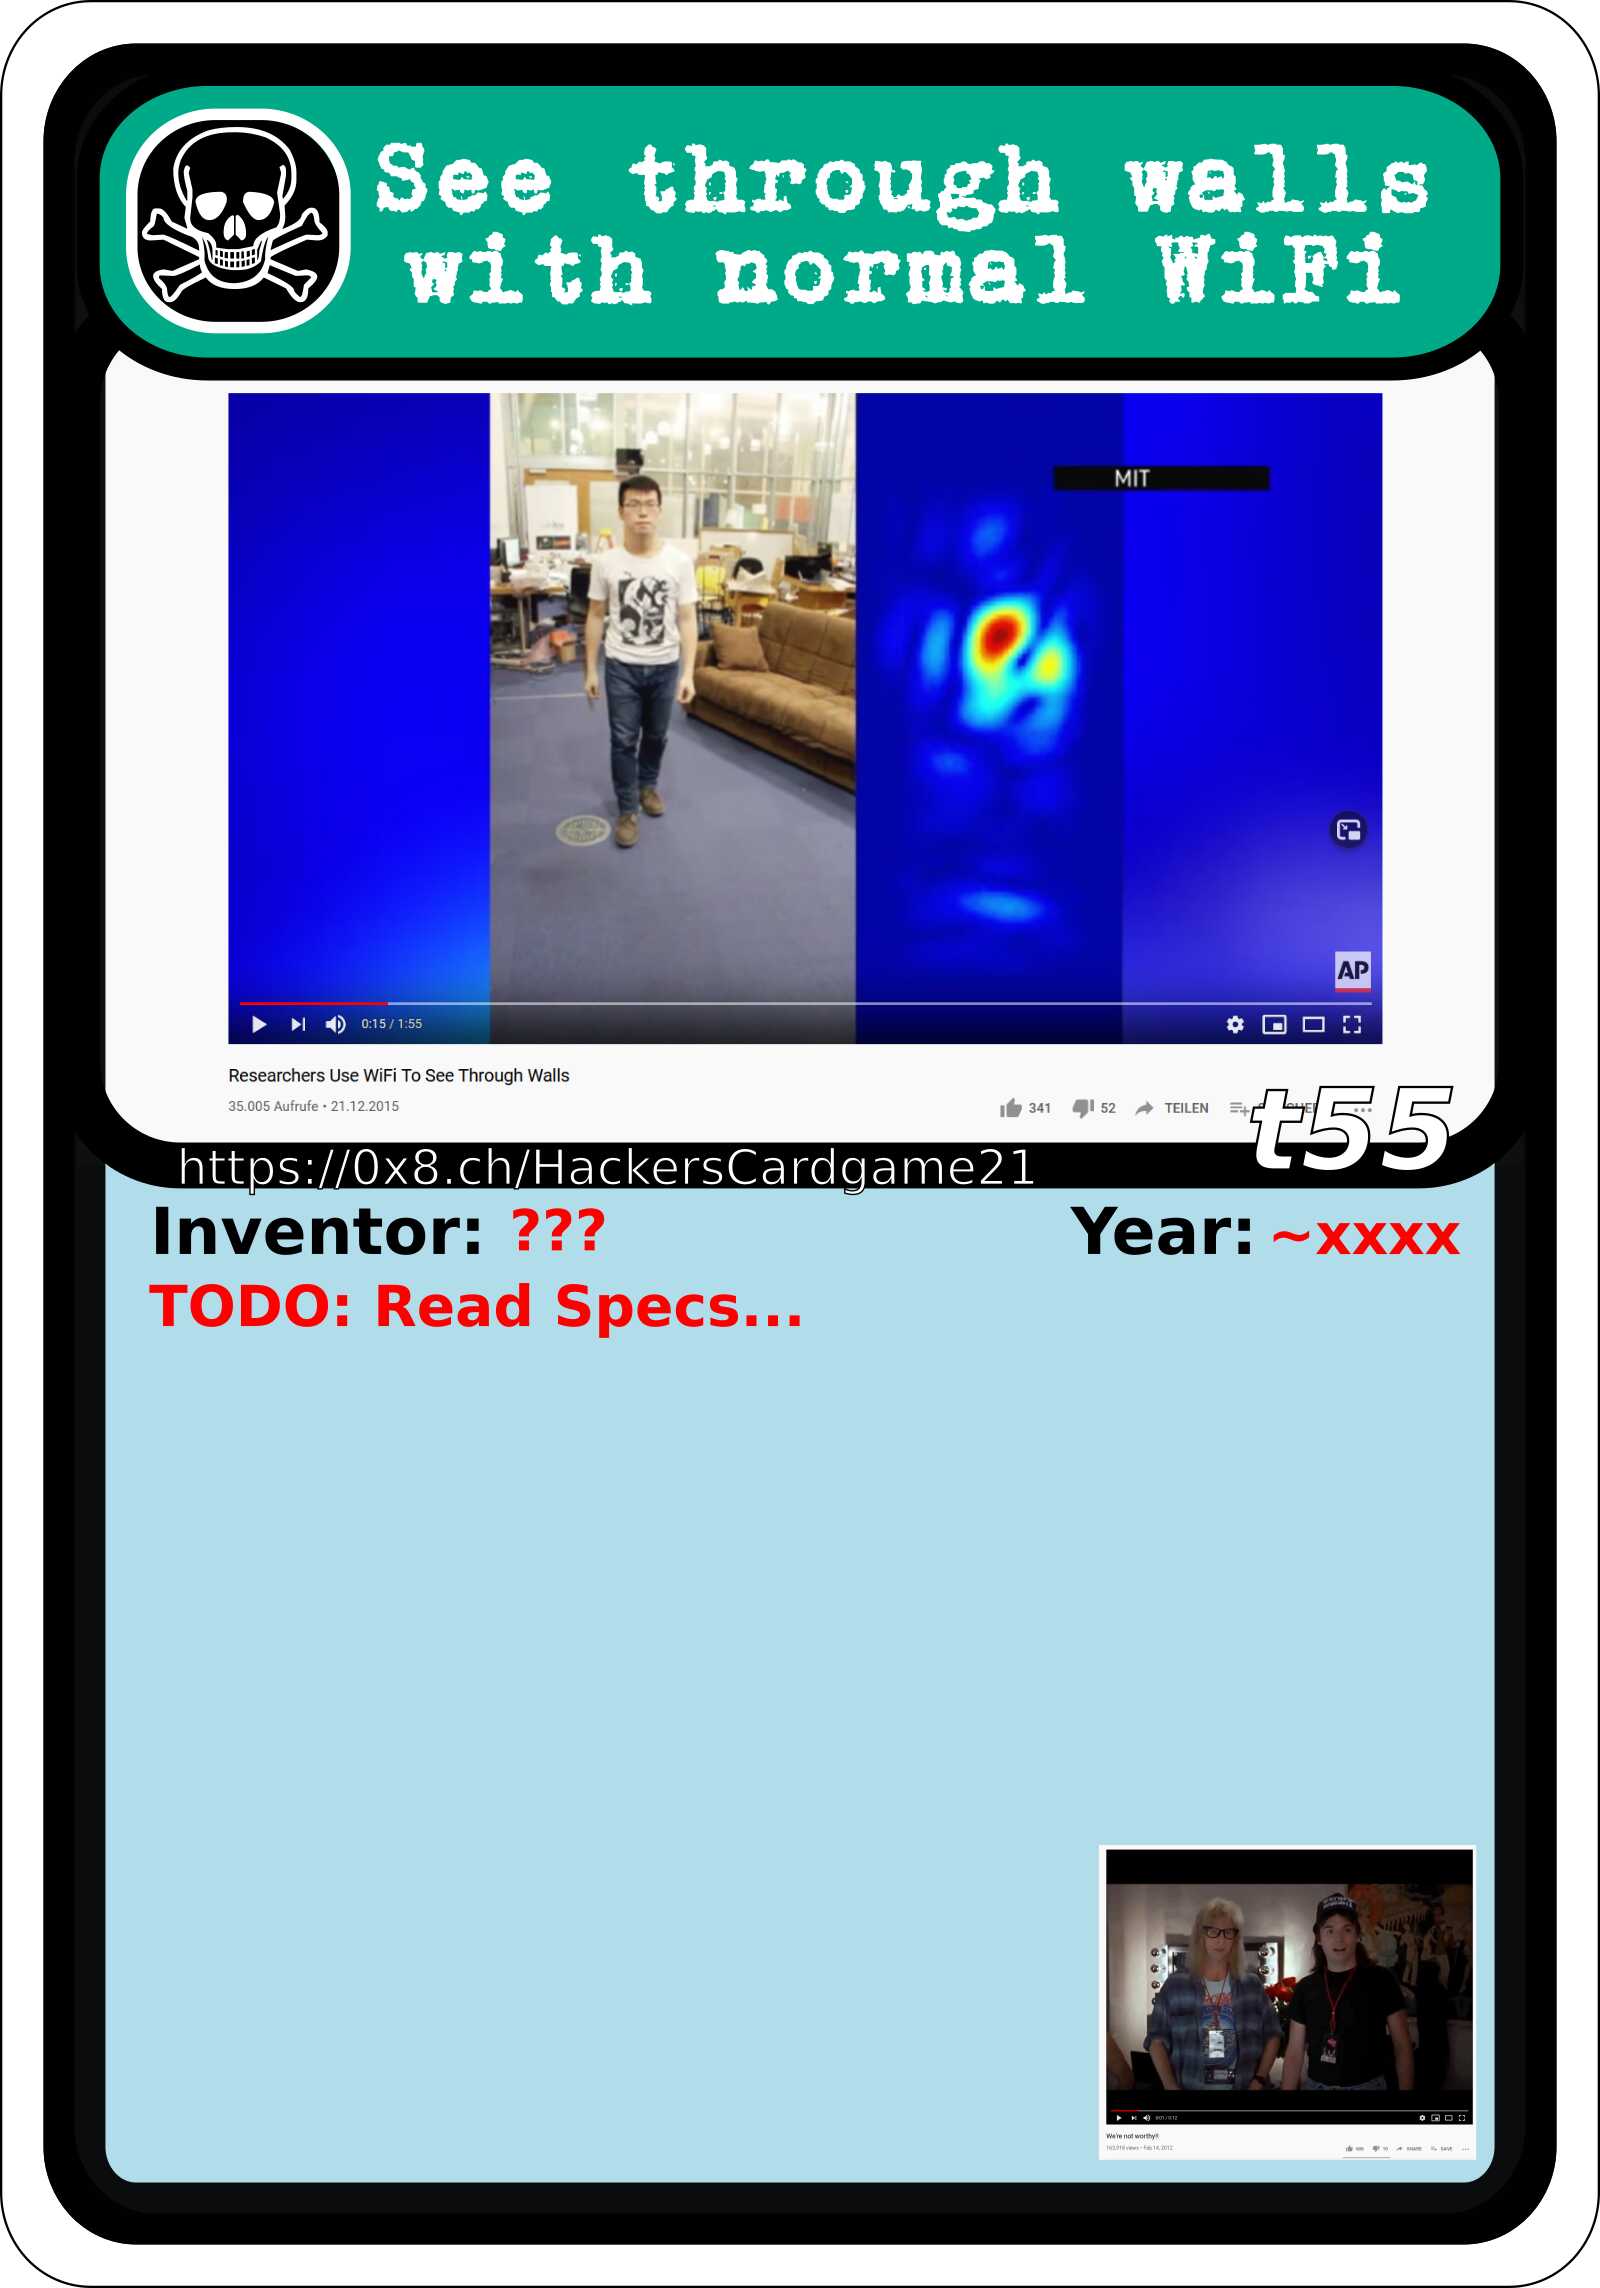 See through walls
with normal WiFi
MIT
AP
0:15 / 1:55
Researchers Use WiFi To See Through Walls
35.005 Aufrufe • 21.12.2015
341 52 TEILEN
t55
https://0x8.ch/HackersCardgame21
Inventor: ??? Year: ~xxxx
TODO: Read Specs...
We're not worthy!!
SHARE SAVE